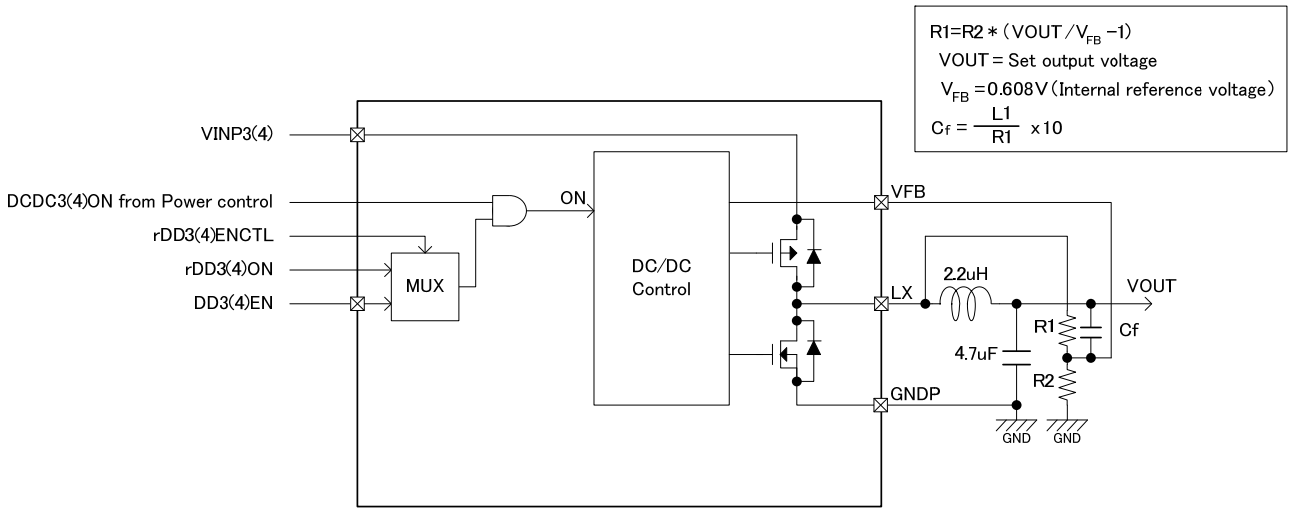 R1=R2*(VOUT/VFB-1)
VOUT=Set output voltage
VFB=0.608V(Internal reference voltage)
Cf = L1/R1 x10
VINP3(4)
DCDC3(4)ON from Power control
rDD3(4)ENCTL
rDD3(4)ON
DD3(4)EN
MUX
ON
DC/DC
Control
VFB
LX
GNDP
2.2uH
4.7uF
R1
R2
Cf
VOUT
GND
GND